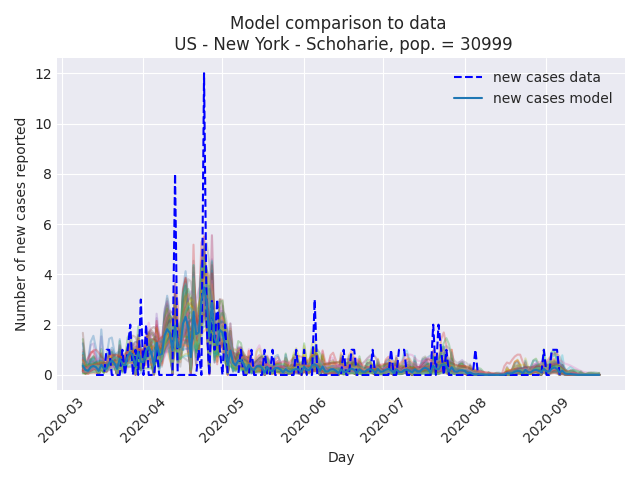 Model comparison to data
US - New York - Schoharie, pop. = 30999
new cases data
new cases model
Number of new cases reported
12
10
8
6
4
2
0
2020-03
2020-04
2020-05
2020-06
2020-07
2020-08
2020-09
Day